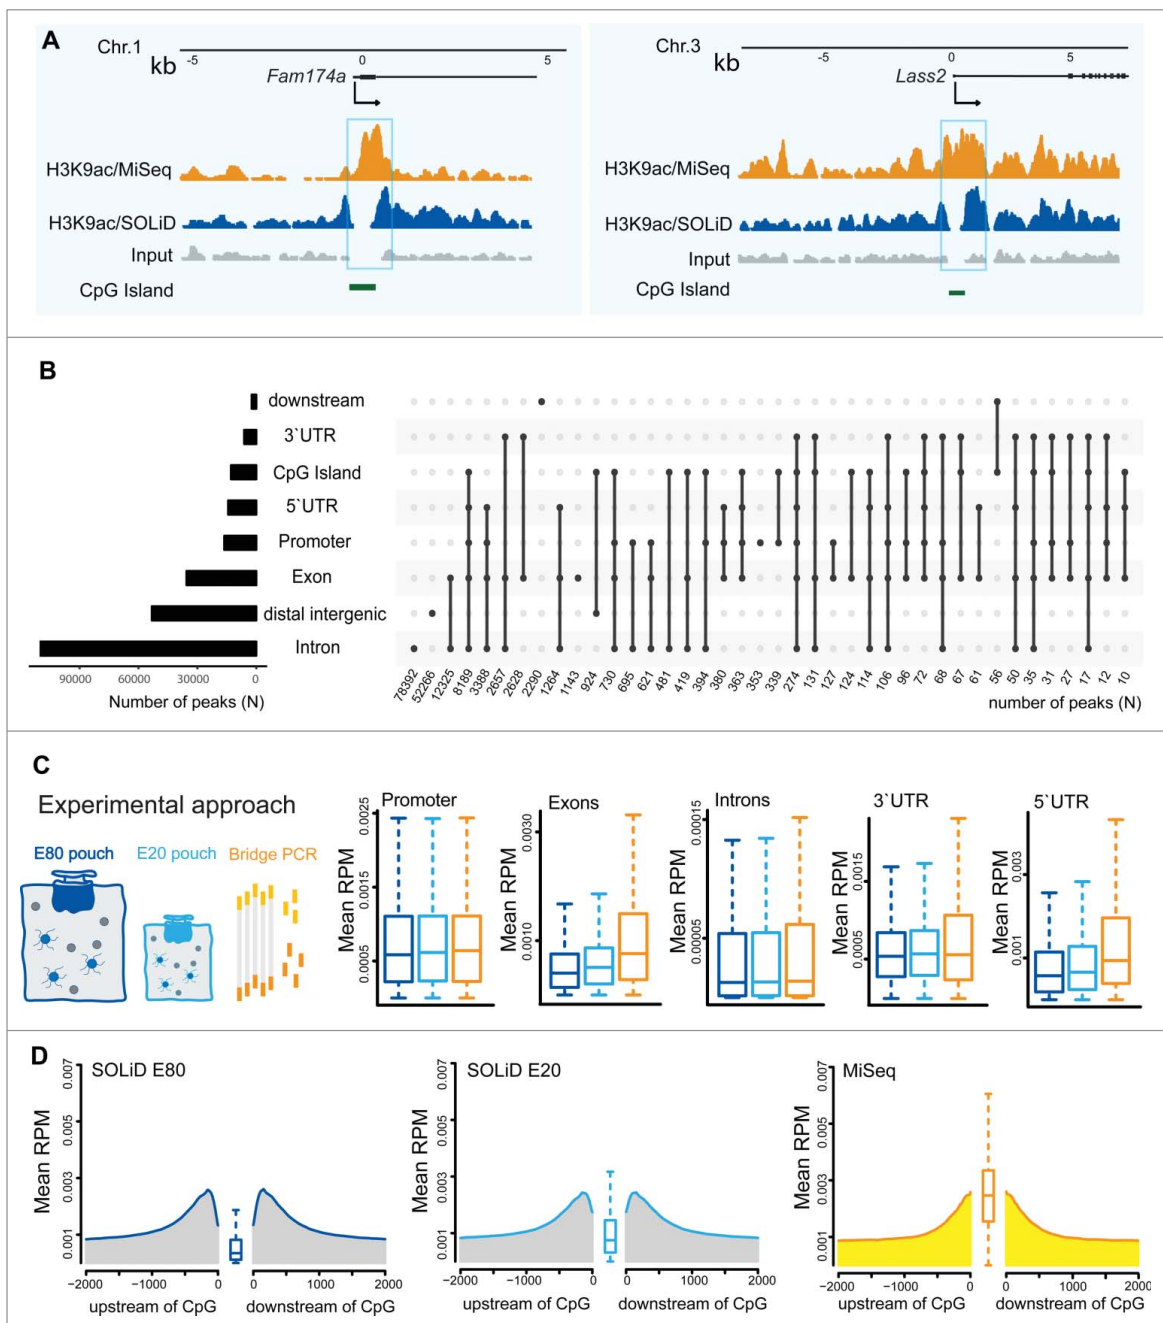 A
Chr.1
kb
-5
0
5
Fam174a
H3K9ac/MiSeq
H3K9ac/SOLiD
Input
CpG Island
Chr.3
kb
-5
0
5
Lass2
H3K9ac/MiSeq
H3K9ac/SOLiD
Input
CpG Island
B
downstream
3`UTR
CpG Island
5`UTR
Promoter
Exon
distal intergenic
Intron
90000 60000 30000 0
Number of peaks (N)
78392 52266 12325 8189 3388 2657 2628 2290 1264 1143 924 730 695 621 481 419 394 380 363 353 339 274 131 127 124 114 106 96 72 68 67 61 56 50 35 31 27 17 12 10
number of peaks (N)
C
Experimental approach
E80 pouch
E20 pouch
Bridge PCR
Promoter
Mean RPM
0.0005 0.0015 0.0025
Exons
Mean RPM
0.0010 0.0030
Introns
Mean RPM
0.00005 0.00015
3`UTR
Mean RPM
0.0005 0.0015
5`UTR
Mean RPM
0.001 0.003
D
SOLiD E80
Mean RPM
0.001 0.003 0.005 0.007
−2000 −1000 0 0 1000 2000
upstream of CpG downstream of CpG
SOLiD E20
Mean RPM
0.001 0.003 0.005 0.007
−2000 −1000 0 0 1000 2000
upstream of CpG downstream of CpG
MiSeq
Mean RPM
0.001 0.003 0.005 0.007
−2000 −1000 0 0 1000 2000
upstream of CpG downstream of CpG